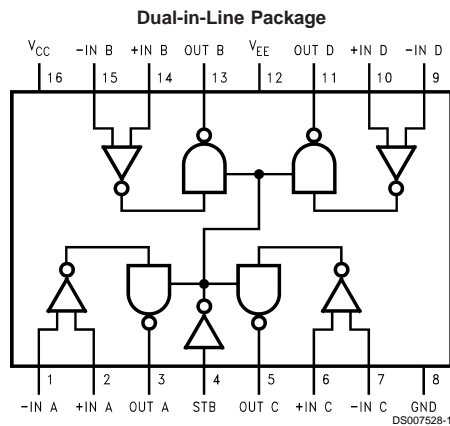 Dual-in-Line Package
VCC −IN B +IN B OUT B VEE OUT D +IN D −IN D
16 15 14 13 12 11 10 9
1 2 3 4 5 6 7 8
−IN A +IN A OUT A STB OUT C +IN C −IN C GND
DS007528-1